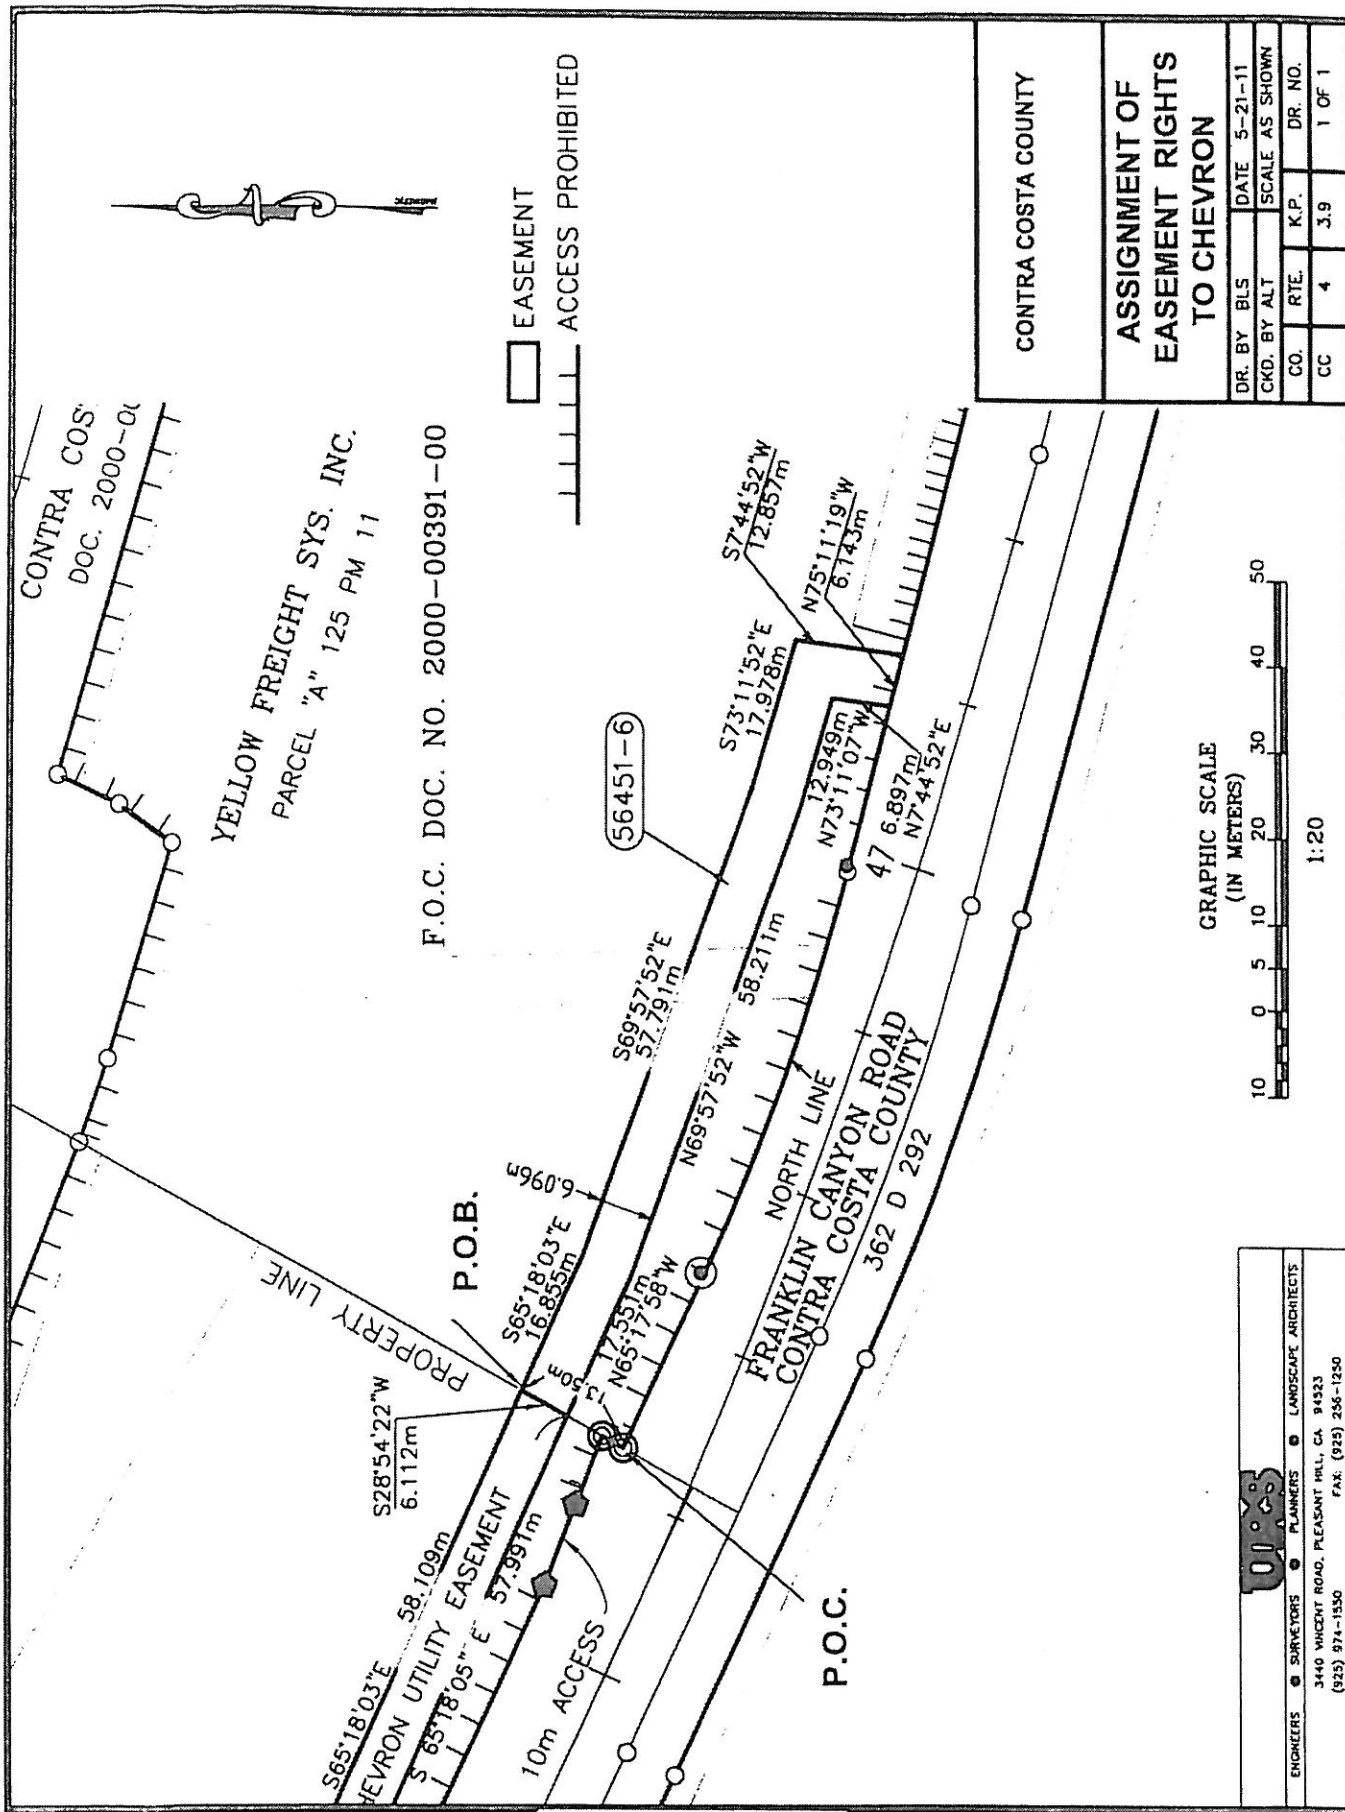 CONTRA COS
DOC. 2000-0
YELLOW FREIGHT SYS. INC.
PARCEL "A" 125 PM 11
F.O.C. DOC. NO. 2000-00391-00
EASEMENT
ACCESS PROHIBITED
56451-6
PROPERTY LINE
P.O.B.
S28°54'22"W
6.112m
S65°18'03"E
58.109m
HEVRON UTILITY EASEMENT
S 65°18'05" E 57.991m
10m ACCESS
P.O.C.
13.50m
S65°18'03"E
16.855m
6.096m
17.551m
N65°17'58"W
S69°57'52"E
57.791m
N69°57'52"W 58.211m
S73°11'52"E
17.978m
S7°44'52"W
12.857m
N75°11'19"W
6.143m
12.949m
N73°11'07"W
47
6.897m
N7°44'52"E
NORTH LINE
FRANKLIN CANYON ROAD
CONTRA COSTA COUNTY
362 D 292
GRAPHIC SCALE
(IN METERS)
10 5 0 10 20 30 40 50
1:20
CONTRA COSTA COUNTY
ASSIGNMENT OF
EASEMENT RIGHTS
TO CHEVRON
DR. BY BLS DATE 5-21-11
CKD. BY ALT SCALE AS SHOWN
CO. RTE. K.P. DR. NO.
CC 4 3.9 1 OF 1
ENGINEERS SURVEYORS PLANNERS LANDSCAPE ARCHITECTS
3440 VINCENT ROAD, PLEASANT HILL, CA 94523
(925) 974-1550 FAX: (925) 256-1250